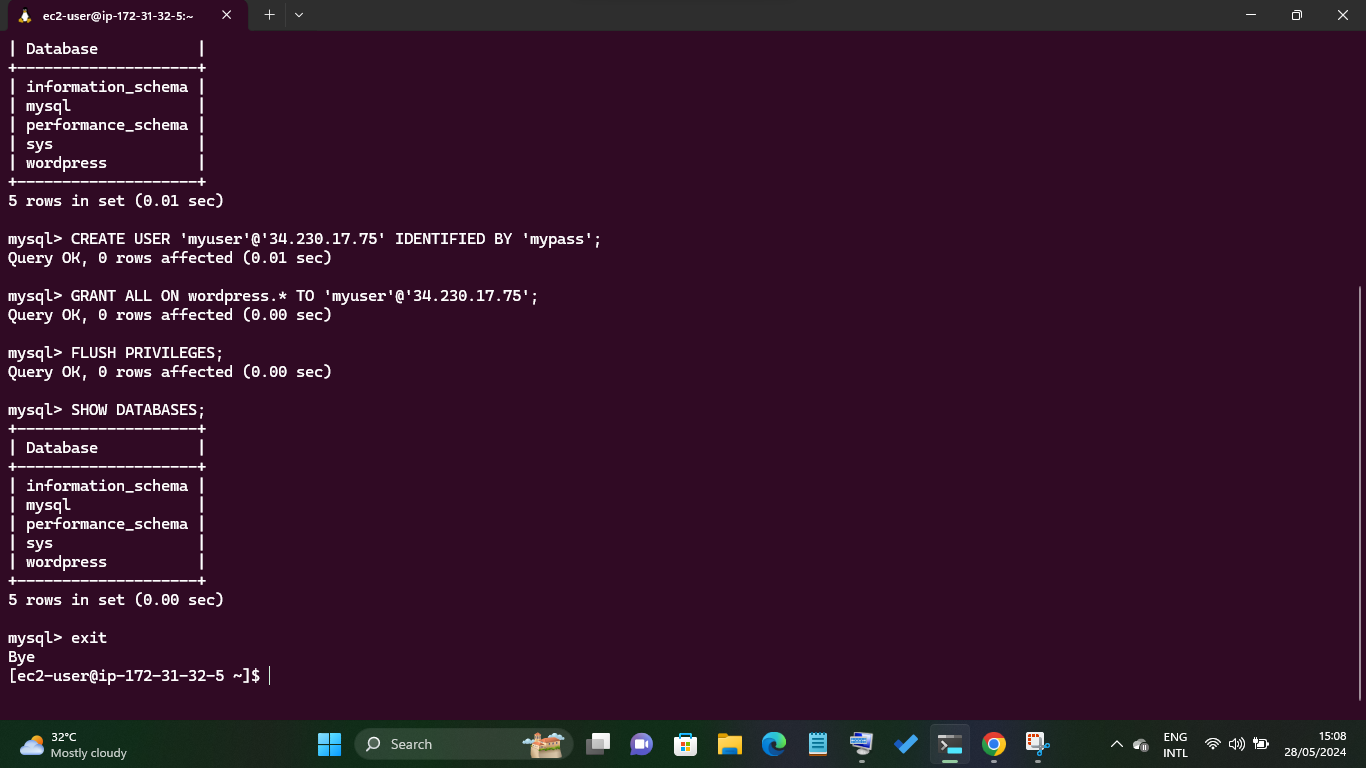 ec2-user@ip-172-31-32-5:~
| Database           |
+--------------------+
| information_schema |
| mysql              |
| performance_schema |
| sys                |
| wordpress          |
+--------------------+
5 rows in set (0.01 sec)
mysql> CREATE USER 'myuser'@'34.230.17.75' IDENTIFIED BY 'mypass';
Query OK, 0 rows affected (0.01 sec)
mysql> GRANT ALL ON wordpress.* TO 'myuser'@'34.230.17.75';
Query OK, 0 rows affected (0.00 sec)
mysql> FLUSH PRIVILEGES;
Query OK, 0 rows affected (0.00 sec)
mysql> SHOW DATABASES;
+--------------------+
| Database           |
+--------------------+
| information_schema |
| mysql              |
| performance_schema |
| sys                |
| wordpress          |
+--------------------+
5 rows in set (0.00 sec)
mysql> exit
Bye
[ec2-user@ip-172-31-32-5 ~]$
32°C
Mostly cloudy
Search
ENG
INTL
15:08
28/05/2024